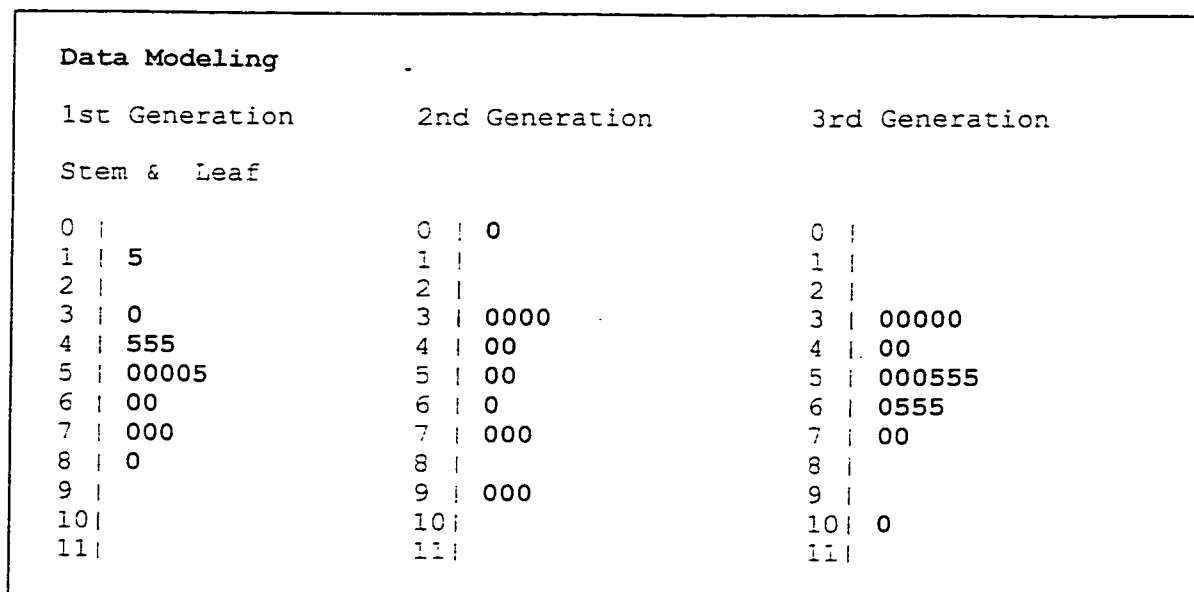 Data Modeling
1st Generation 2nd Generation 3rd Generation
Stem & Leaf
0 | 0 | 0 0 |
1 | 5 1 | 1 |
2 | 2 | 2 |
3 | 0 3 | 0000 3 | 00000
4 | 555 4 | 00 4 | 00
5 | 00005 5 | 00 5 | 000555
6 | 00 6 | 0 6 | 0555
7 | 000 7 | 000 7 | 00
8 | 0 8 | 8 |
9 | 9 | 000 9 |
10| 10| 10| 0
11| 11| 11|